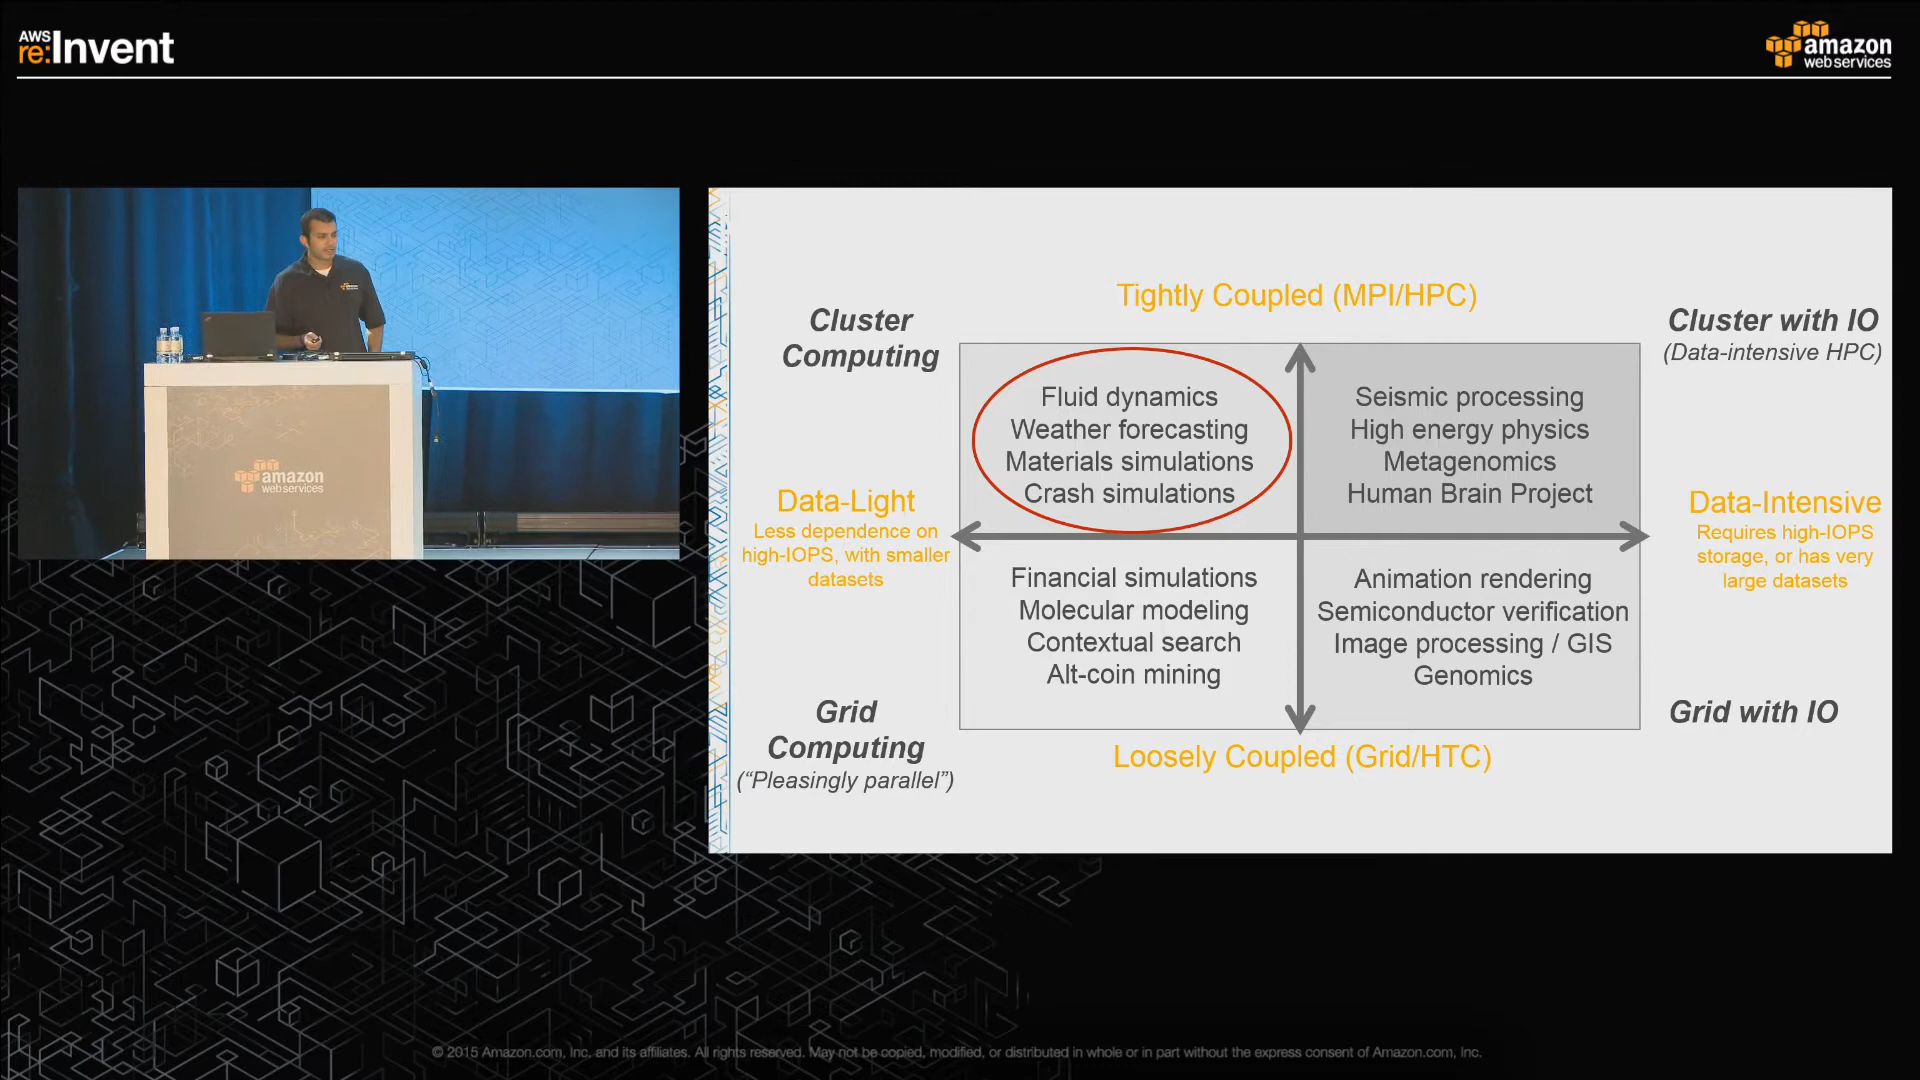 AWS
re:Invent
amazon
web services
amazon
web services
Tightly Coupled (MPI/HPC)
Cluster
Computing
Cluster with IO
(Data-intensive HPC)
Fluid dynamics
Weather forecasting
Materials simulations
Crash simulations
Seismic processing
High energy physics
Metagenomics
Human Brain Project
Data-Light
Less dependence on
high-IOPS, with smaller
datasets
Data-Intensive
Requires high-IOPS
storage, or has very
large datasets
Financial simulations
Molecular modeling
Contextual search
Alt-coin mining
Animation rendering
Semiconductor verification
Image processing / GIS
Genomics
Grid
Computing
(“Pleasingly parallel”)
Grid with IO
Loosely Coupled (Grid/HTC)
© 2015 Amazon.com, Inc. and its affiliates. All rights reserved. May not be copied, modified, or distributed in whole or in part without the express consent of Amazon.com, Inc.